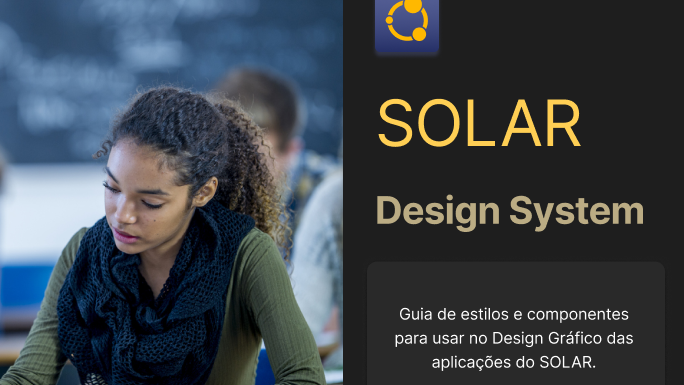 SOLAR
Design System
Guia de estilos e componentes
para usar no Design Gráfico das
aplicações do SOLAR.